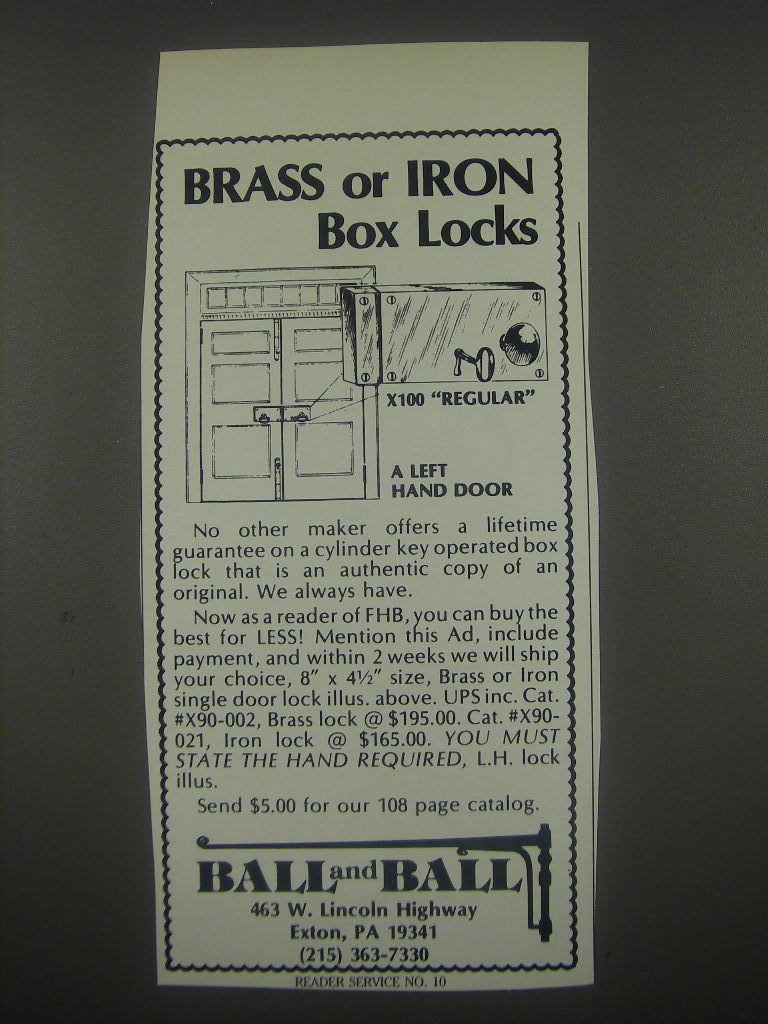 BRASS or IRON
Box Locks
X100 "REGULAR"
A LEFT
HAND DOOR
No other maker offers a lifetime
guarantee on a cylinder key operated box
lock that is an authentic copy of an
original. We always have.
Now as a reader of FHB, you can buy the
best for LESS! Mention this Ad, include
payment, and within 2 weeks we will ship
your choice, 8" x 4½" size, Brass or Iron
single door lock illus. above. UPS inc. Cat.
#X90-002, Brass lock @ $195.00. Cat. #X90-
021, Iron lock @ $165.00. YOU MUST
STATE THE HAND REQUIRED, L.H. lock
illus.
Send $5.00 for our 108 page catalog.
BALL and BALL
463 W. Lincoln Highway
Exton, PA 19341
(215) 363-7330
READER SERVICE NO. 10